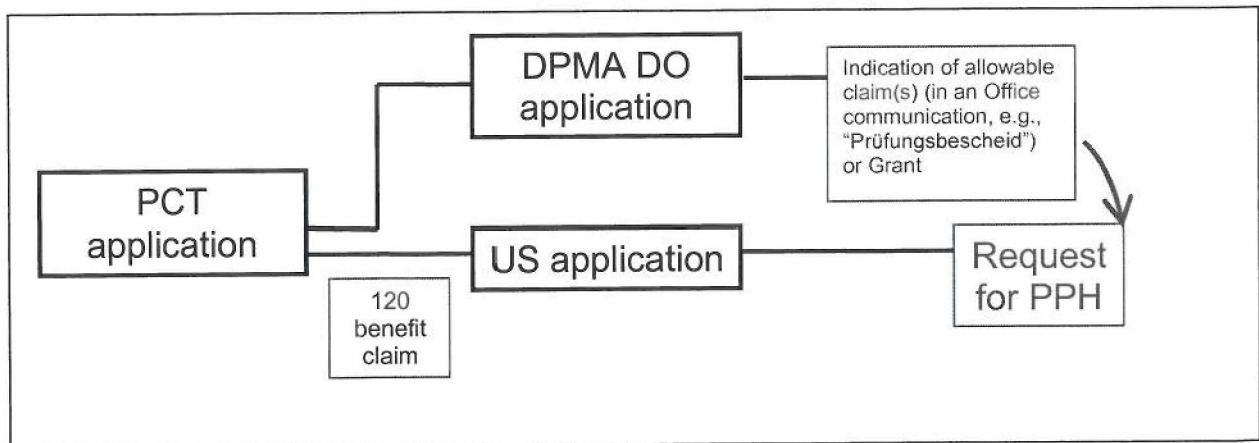 DPMA DO
application
Indication of allowable
claim(s) (in an Office
communication, e.g.,
"Prüfungsbescheid")
or Grant
PCT
application
US application
Request
for PPH
120
benefit
claim